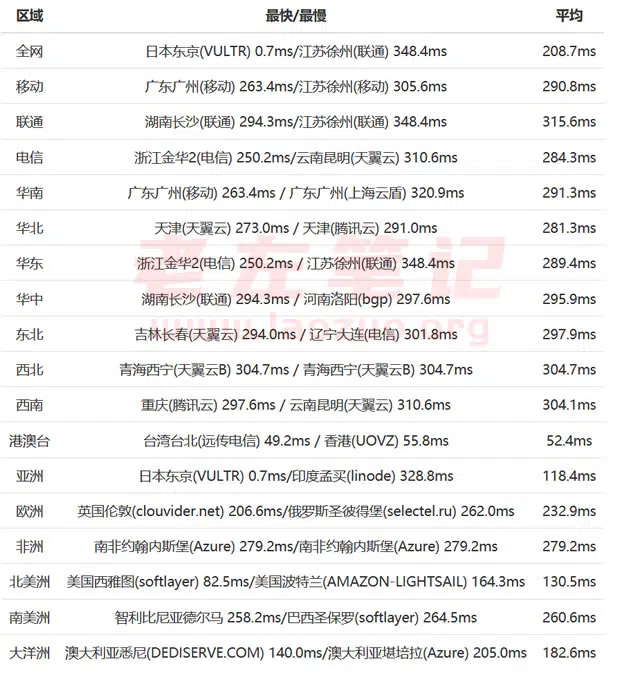 区域 最快/最慢 平均
全网 日本东京(VULTR) 0.7ms/江苏徐州(联通) 348.4ms 208.7ms
移动 广东广州(移动) 263.4ms/江苏徐州(移动) 305.6ms 290.8ms
联通 湖南长沙(联通) 294.3ms/江苏徐州(联通) 348.4ms 315.6ms
电信 浙江金华2(电信) 250.2ms/云南昆明(天翼云) 310.6ms 284.3ms
华南 广东广州(移动) 263.4ms / 广东广州(上海云盾) 320.9ms 291.3ms
华北 天津(天翼云) 273.0ms / 天津(腾讯云) 291.0ms 281.3ms
华东 浙江金华2(电信) 250.2ms / 江苏徐州(联通) 348.4ms 289.4ms
华中 湖南长沙(联通) 294.3ms / 河南洛阳(bgp) 297.6ms 295.9ms
东北 吉林长春(天翼云) 294.0ms / 辽宁大连(电信) 301.8ms 297.9ms
西北 青海西宁(天翼云B) 304.7ms / 青海西宁(天翼云B) 304.7ms 304.7ms
西南 重庆(腾讯云) 297.6ms / 云南昆明(天翼云) 310.6ms 304.1ms
港澳台 台湾台北(远传电信) 49.2ms / 香港(UOVZ) 55.8ms 52.4ms
亚洲 日本东京(VULTR) 0.7ms/印度孟买(linode) 328.8ms 118.4ms
欧洲 英国伦敦(clouvider.net) 206.6ms/俄罗斯圣彼得堡(selectel.ru) 262.0ms 232.9ms
非洲 南非约翰内斯堡(Azure) 279.2ms/南非约翰内斯堡(Azure) 279.2ms 279.2ms
北美洲 美国西雅图(softlayer) 82.5ms/美国波特兰(AMAZON-LIGHTSAIL) 164.3ms 130.5ms
南美洲 智利比尼亚德尔马 258.2ms/巴西圣保罗(softlayer) 264.5ms 260.6ms
大洋洲 澳大利亚悉尼(DEDISERVE.COM) 140.0ms/澳大利亚堪培拉(Azure) 205.0ms 182.6ms
老左笔记
www.laozuo.org